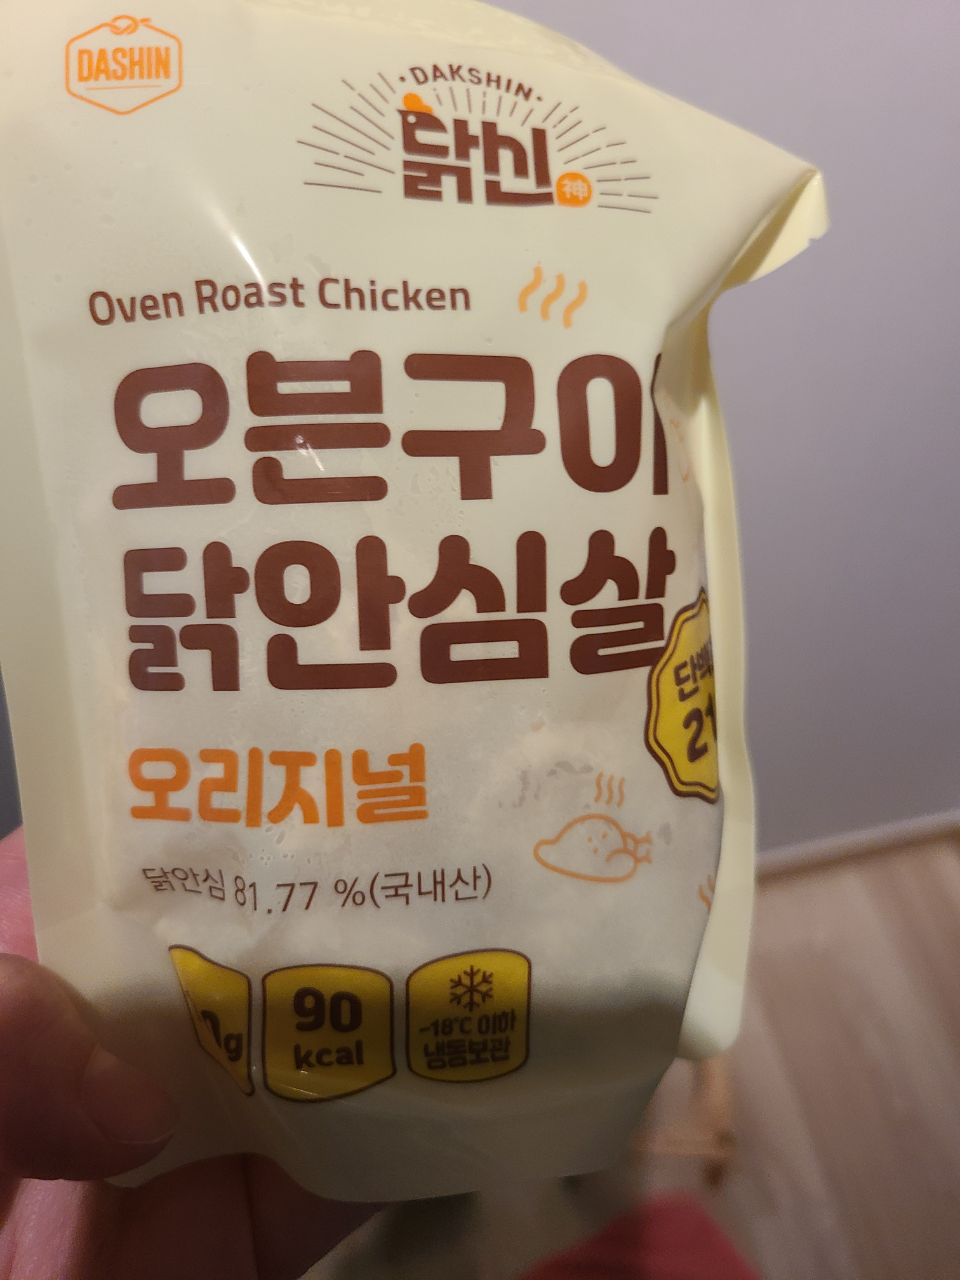 DASHIN
·DAKSHIN·
닭신
神
Oven Roast Chicken
오븐구이
닭안심살
오리지널
닭안심 81.77 %(국내산)
90
kcal
-18℃ 이하
냉동보관